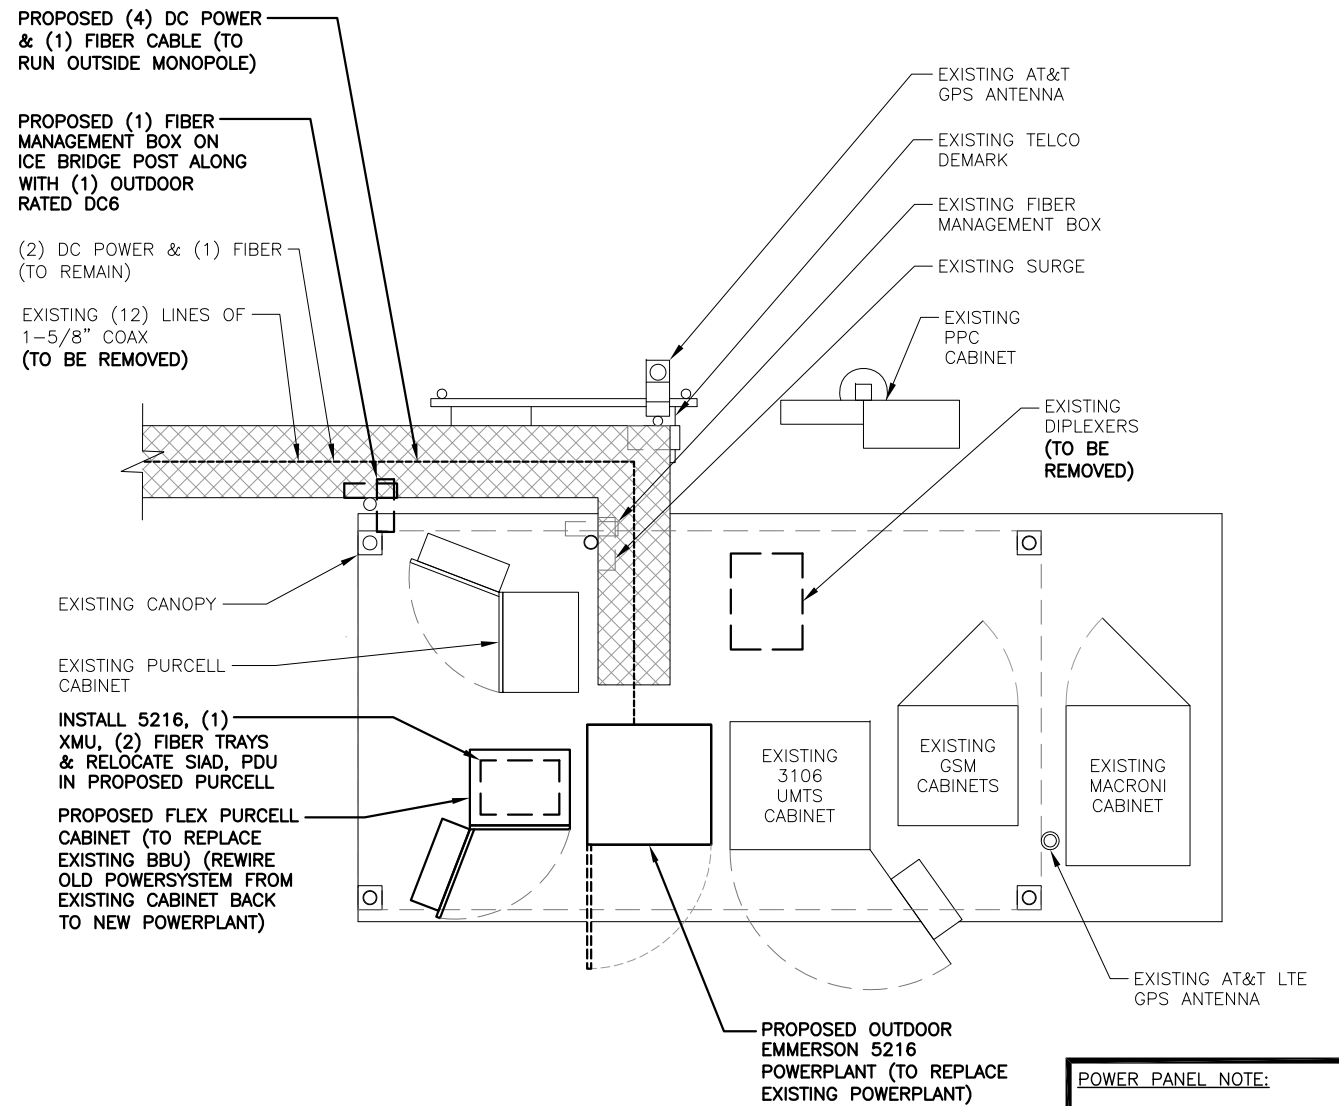 PROPOSED (4) DC POWER
& (1) FIBER CABLE (TO
RUN OUTSIDE MONOPOLE)
PROPOSED (1) FIBER
MANAGEMENT BOX ON
ICE BRIDGE POST ALONG
WITH (1) OUTDOOR
RATED DC6
(2) DC POWER & (1) FIBER
(TO REMAIN)
EXISTING (12) LINES OF
1-5/8" COAX
(TO BE REMOVED)
EXISTING AT&T
GPS ANTENNA
EXISTING TELCO
DEMARK
EXISTING FIBER
MANAGEMENT BOX
EXISTING SURGE
EXISTING
PPC
CABINET
EXISTING
DIPLEXERS
(TO BE
REMOVED)
EXISTING CANOPY
EXISTING PURCELL
CABINET
INSTALL 5216, (1)
XMU, (2) FIBER TRAYS
& RELOCATE SIAD, PDU
IN PROPOSED PURCELL
PROPOSED FLEX PURCELL
CABINET (TO REPLACE
EXISTING BBU) (REWIRE
OLD POWERSYSTEM FROM
EXISTING CABINET BACK
TO NEW POWERPLANT)
EXISTING
3106
UMTS
CABINET
EXISTING
GSM
CABINETS
EXISTING
MACRONI
CABINET
EXISTING AT&T LTE
GPS ANTENNA
PROPOSED OUTDOOR
EMMERSON 5216
POWERPLANT (TO REPLACE
EXISTING POWERPLANT)
POWER PANEL NOTE: